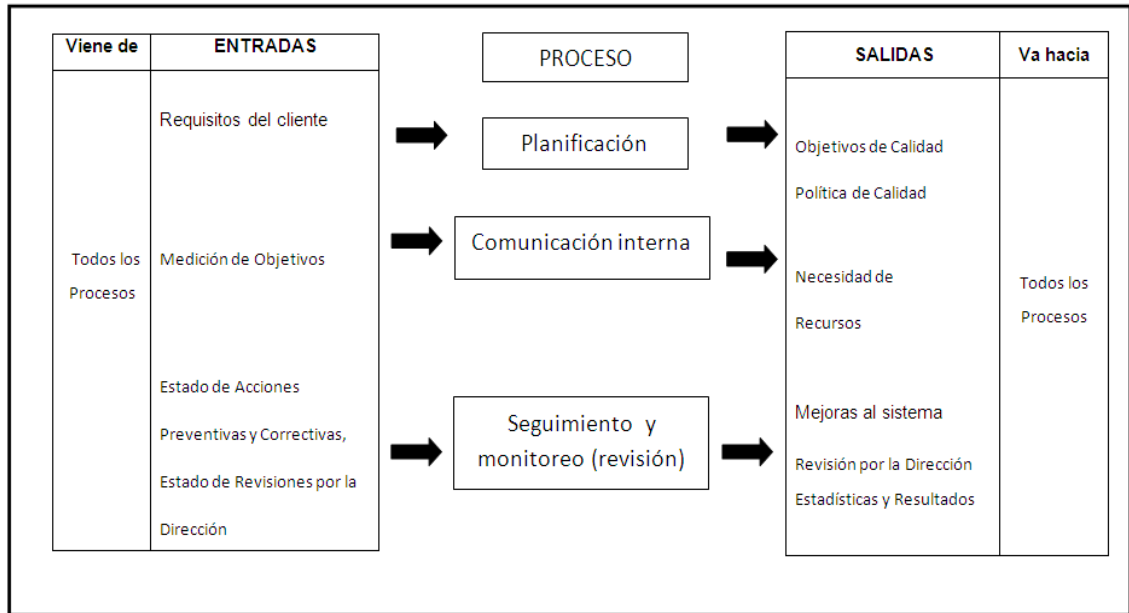 Viene de
ENTRADAS
Todos los
Procesos
Requisitos del cliente
Medición de Objetivos
Estado de Acciones
Preventivas y Correctivas,
Estado de Revisiones por la
Dirección
PROCESO
Planificación
Comunicación interna
Seguimiento y
monitoreo (revisión)
SALIDAS
Va hacia
Objetivos de Calidad
Política de Calidad
Necesidad de
Recursos
Mejoras al sistema
Revisión por la Dirección
Estadísticas y Resultados
Todos los
Procesos